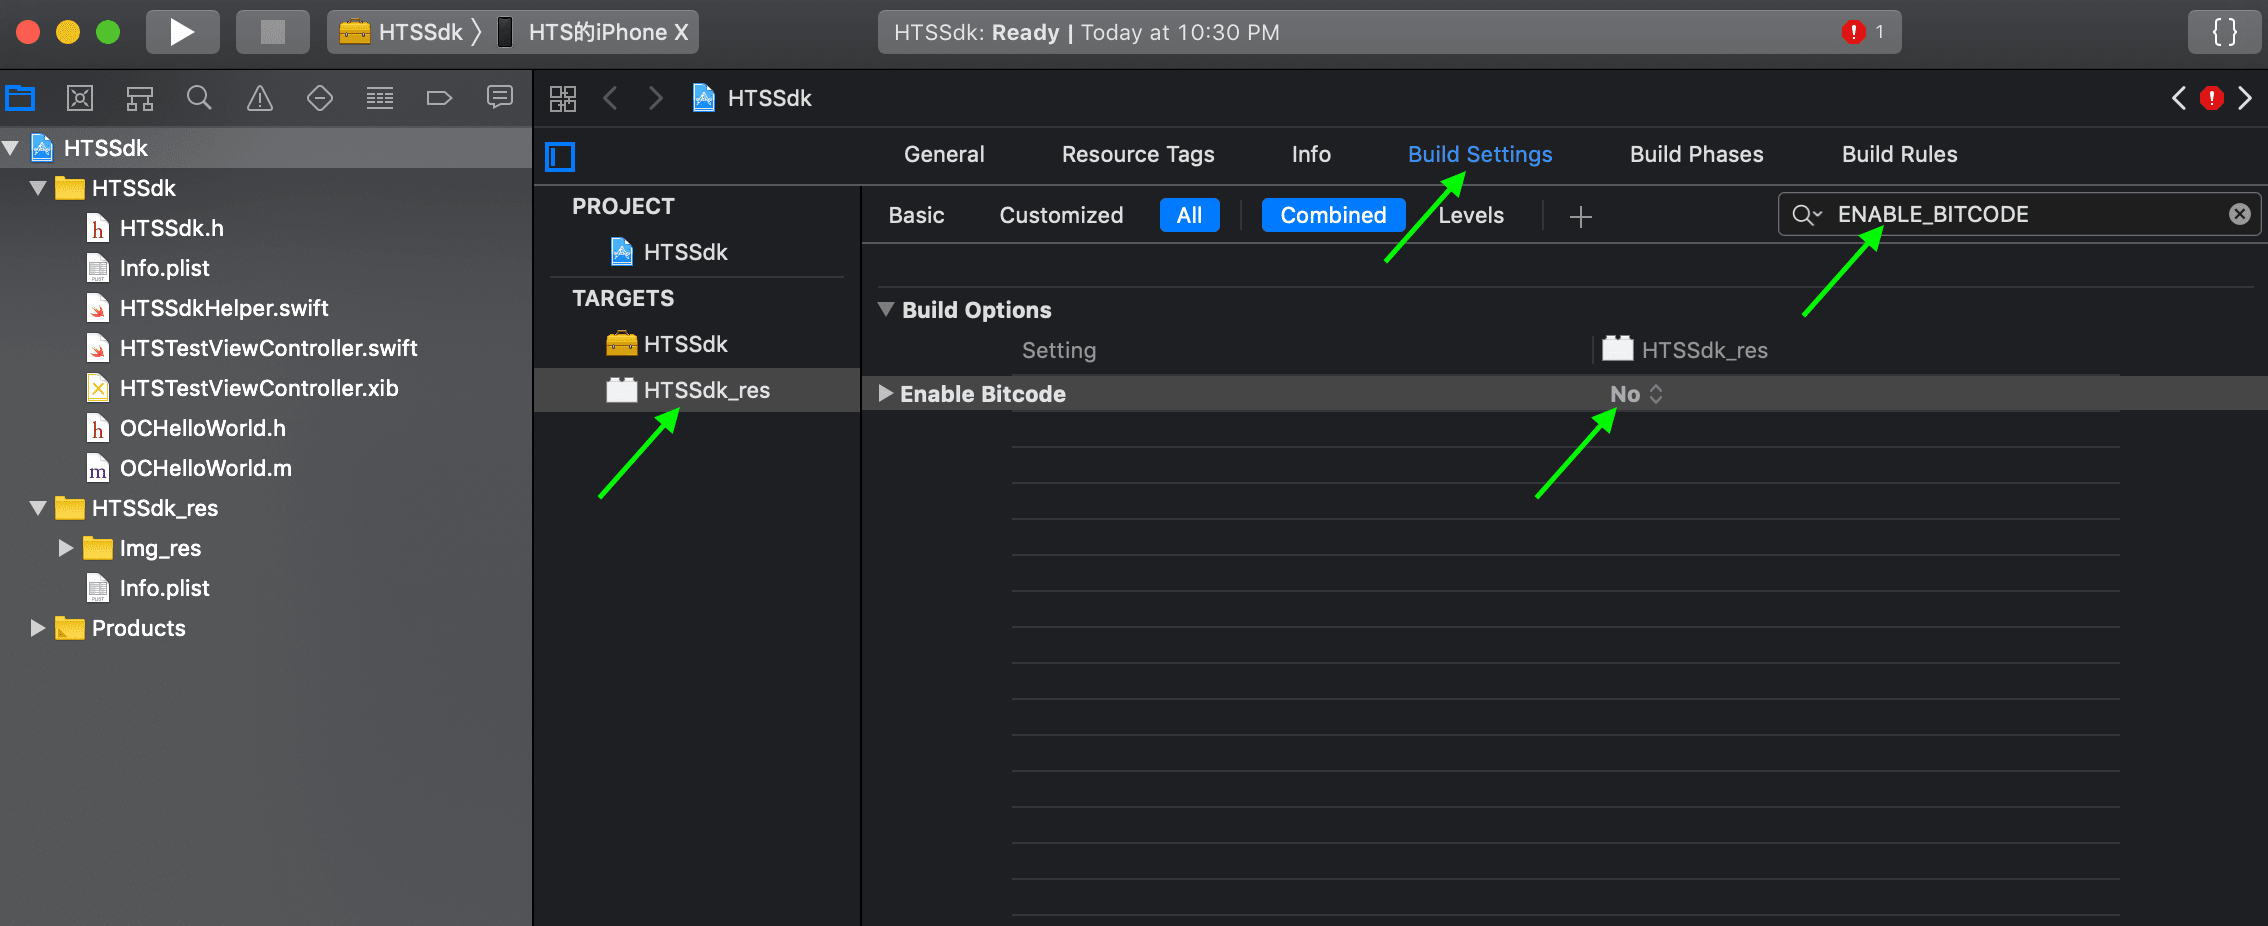 HTSSdk 〉 HTS的iPhone X
HTSSdk: Ready | Today at 10:30 PM
1
{}
HTSSdk
HTSSdk
HTSSdk.h
Info.plist
HTSSdkHelper.swift
HTSTestViewController.swift
HTSTestViewController.xib
OCHelloWorld.h
OCHelloWorld.m
HTSSdk_res
Img_res
Info.plist
Products
HTSSdk
General Resource Tags Info Build Settings Build Phases Build Rules
PROJECT
HTSSdk
TARGETS
HTSSdk
HTSSdk_res
Basic Customized All Combined Levels +
ENABLE_BITCODE
Build Options
Setting HTSSdk_res
Enable Bitcode No